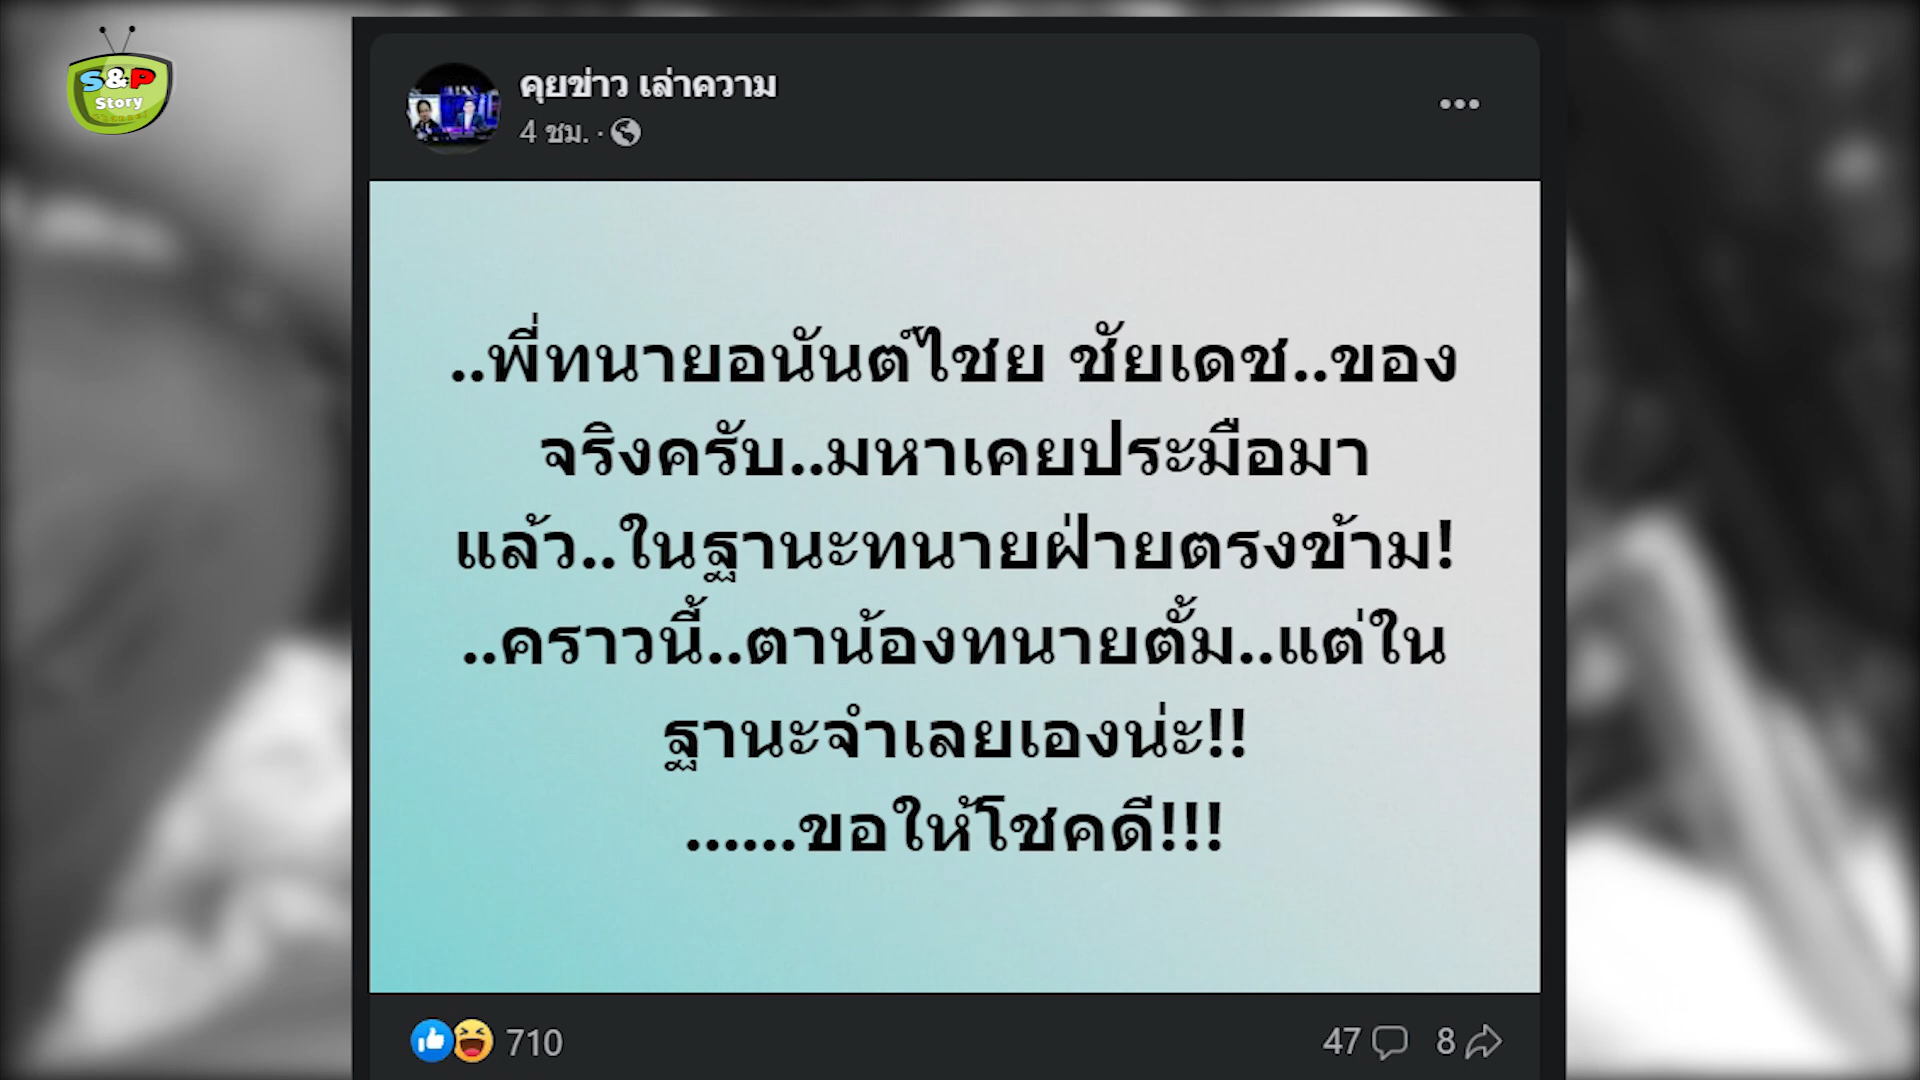 S&P
Story
Channel
คุยข่าว เล่าความ
4 ชม. ·
..พี่ทนายอนันต์ไชย ชัยเดช..ของ
จริงครับ..มหาเคยประมือมา
แล้ว..ในฐานะทนายฝ่ายตรงข้าม!
..คราวนี้..ตาน้องทนายตั้ม..แต่ใน
ฐานะจำเลยเองน่ะ!!
......ขอให้โชคดี!!!
710
47
8